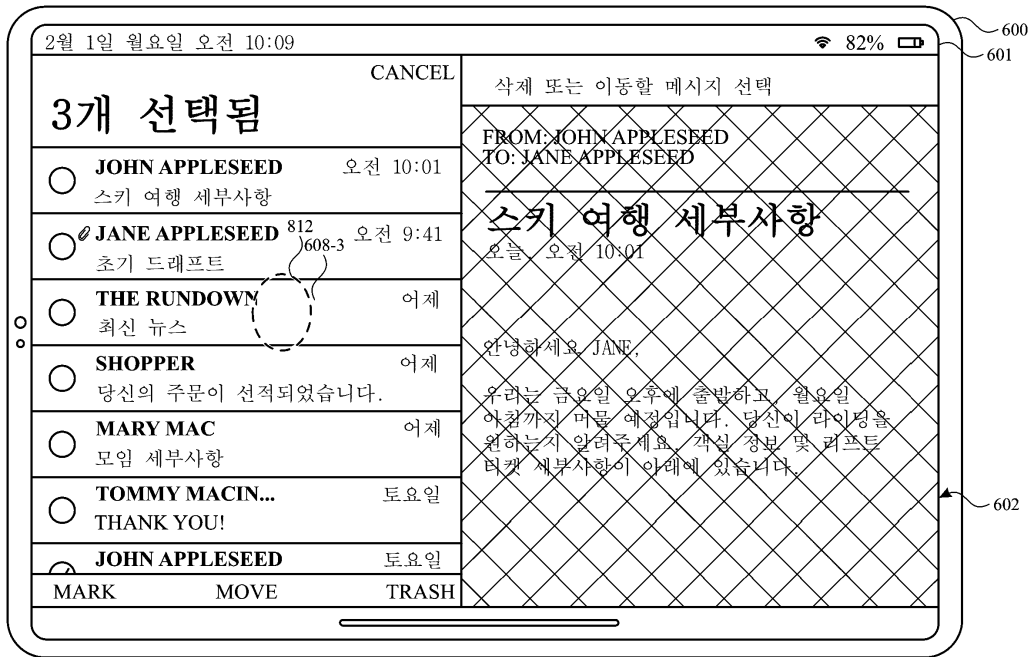 2월 1일 월요일 오전 10:09
82%
600
601
CANCEL
3개 선택됨
JOHN APPLESEED 오전 10:01
스키 여행 세부사항
JANE APPLESEED 오전 9:41
초기 드래프트
812
608-3
THE RUNDOWN 어제
최신 뉴스
SHOPPER 어제
당신의 주문이 선적되었습니다.
MARY MAC 어제
모임 세부사항
TOMMY MACIN... 토요일
THANK YOU!
JOHN APPLESEED 토요일
MARK MOVE TRASH
삭제 또는 이동할 메시지 선택
FROM: JOHN APPLESEED
TO: JANE APPLESEED
스키 여행 세부사항
오늘, 오전 10:01
안녕하세요 JANE,
우리는 금요일 오후에 출발하고, 월요일
아침까지 머물 예정입니다. 당신이 라이딩을
원하는지 알려주세요. 객실 정보 및 리프트
티켓 세부사항이 아래에 있습니다.
602